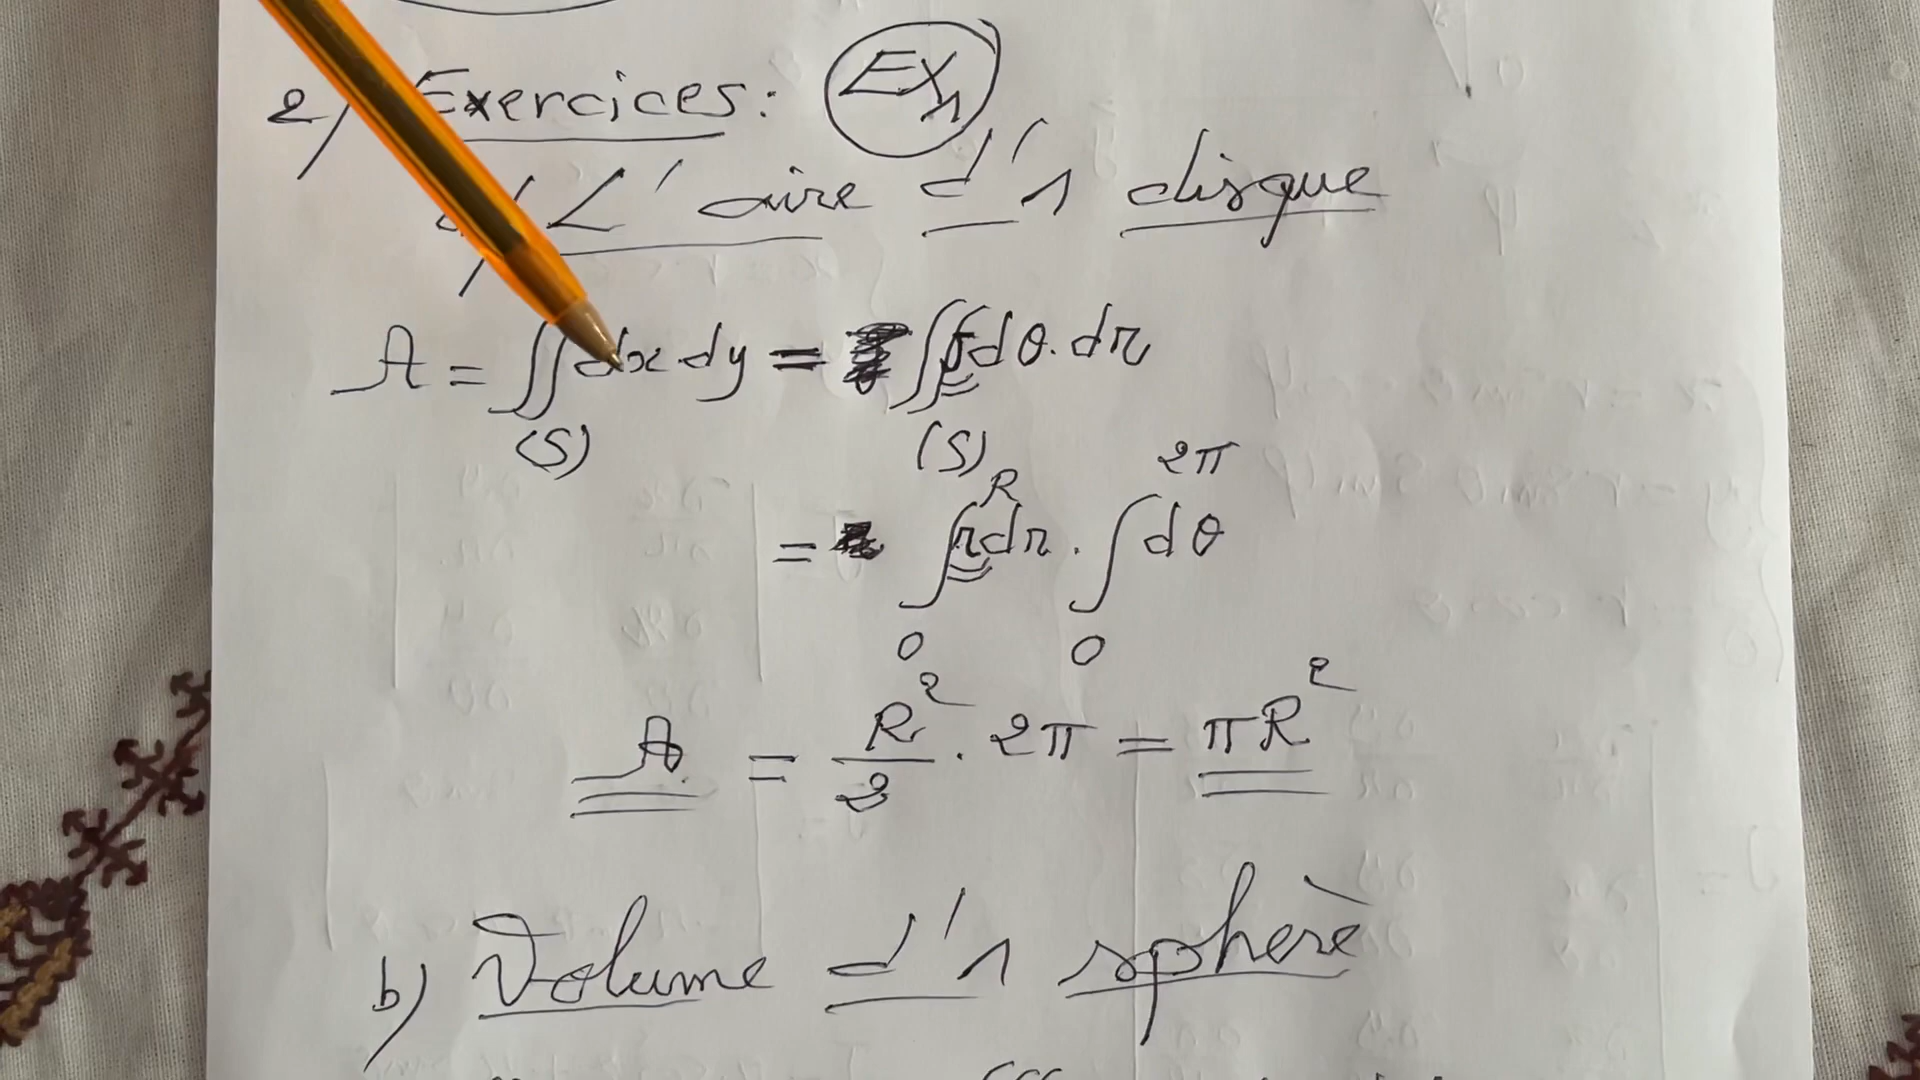 2) Exercices: EX1
a) L'aire d'1 disque
A = ∬ dx dy = ∬ r dθ. dr
(S) (S)
= ∫ r dr . ∫ dθ
R 2π
0 0
A = R²/2 . 2π = πR²
b) Volume d'1 sphère